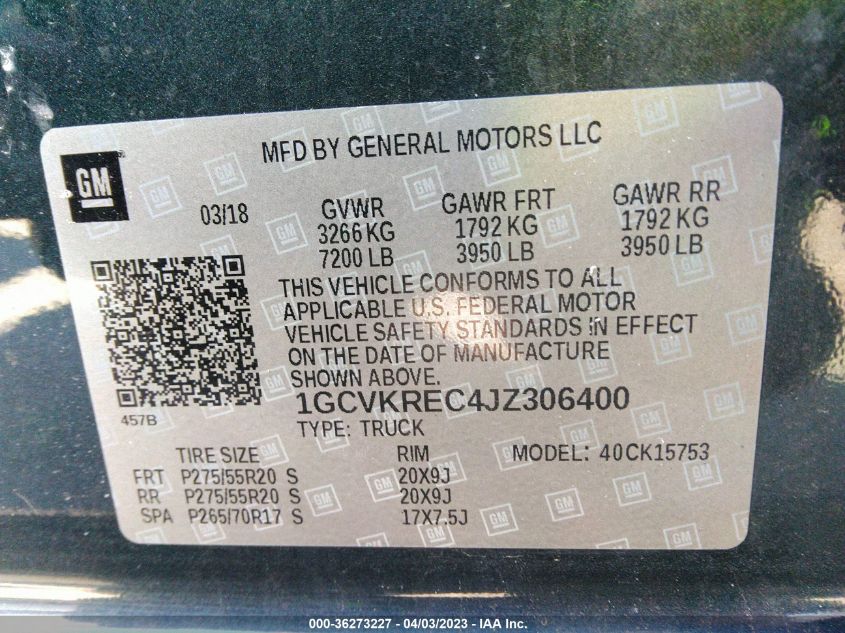 MFD BY GENERAL MOTORS LLC
GM
03/18
GVWR GAWR FRT GAWR RR
3266 KG 1792 KG 1792 KG
7200 LB 3950 LB 3950 LB
THIS VEHICLE CONFORMS TO ALL
APPLICABLE U.S. FEDERAL MOTOR
VEHICLE SAFETY STANDARDS IN EFFECT
ON THE DATE OF MANUFACTURE
SHOWN ABOVE.
1GCVKREC4JZ306400
457B
TYPE: TRUCK
TIRE SIZE RIM MODEL: 40CK15753
FRT P275/55R20 S 20X9J
RR P275/55R20 S 20X9J
SPA P265/70R17 S 17X7.5J
000-36273227 - 04/03/2023 - IAA Inc.